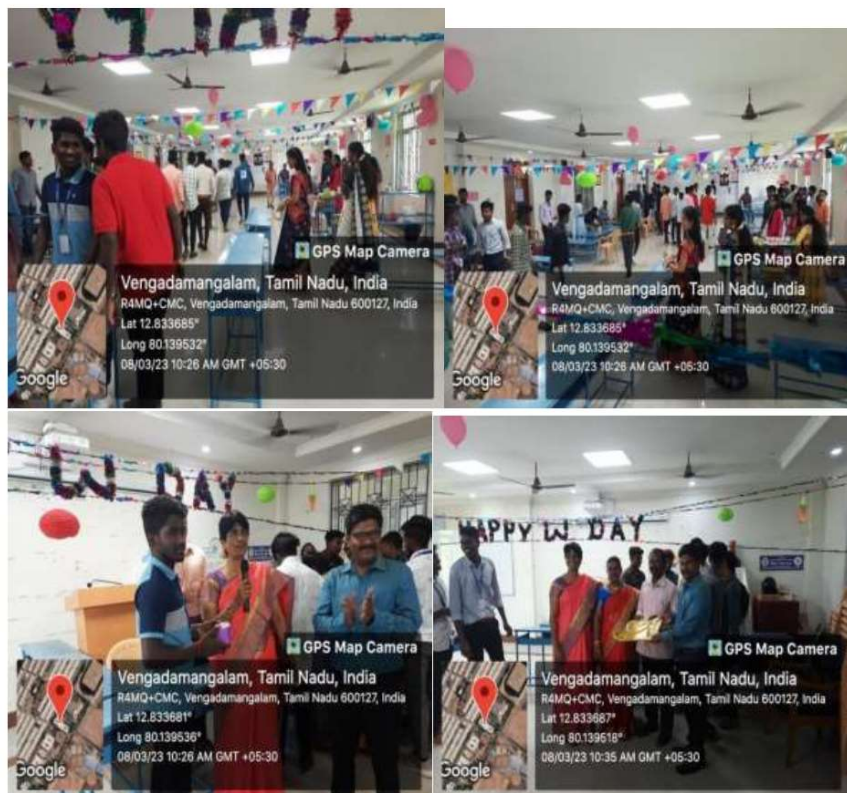 GPS Map Camera
Vengadamangalam, Tamil Nadu, India
R4MQ+CMC, Vengadamangalam, Tamil Nadu 600127, India
Lat 12.833685°
Long 80.139532°
08/03/23 10:26 AM GMT +05:30
Google
GPS Map Camera
Vengadamangalam, Tamil Nadu, India
R4MQ+CMC, Vengadamangalam, Tamil Nadu 600127, India
Lat 12.833685°
Long 80.139532°
08/03/23 10:26 AM GMT +05:30
Google
W DAY
GPS Map Camera
Vengadamangalam, Tamil Nadu, India
R4MQ+CMC, Vengadamangalam, Tamil Nadu 600127, India
Lat 12.833681°
Long 80.139536°
08/03/23 10:26 AM GMT +05:30
Google
HAPPY W DAY
GPS Map Camera
Vengadamangalam, Tamil Nadu, India
R4MQ+CMC, Vengadamangalam, Tamil Nadu 600127, India
Lat 12.833687°
Long 80.139518°
08/03/23 10:35 AM GMT +05:30
Google